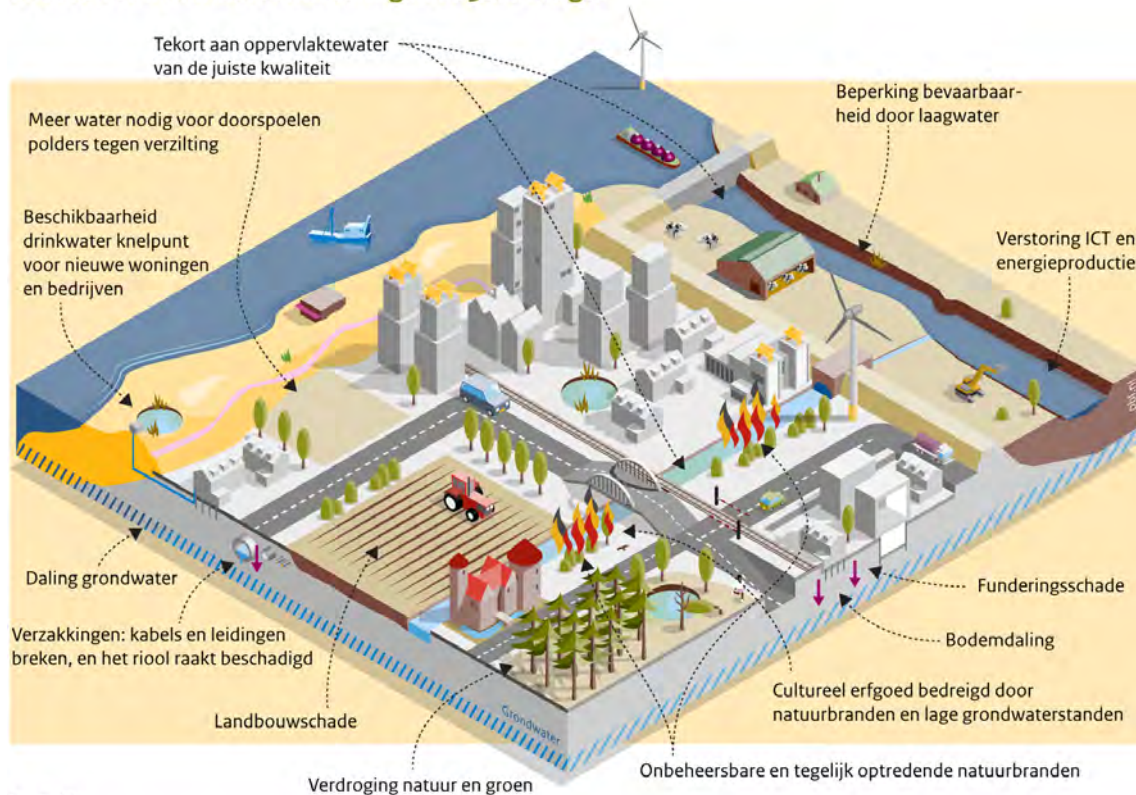 Tekort aan oppervlaktewater
van de juiste kwaliteit
Beperking bevaarbaar-
heid door laagwater
Meer water nodig voor doorspoelen
polders tegen verzilting
Beschikbaarheid
drinkwater knelpunt
voor nieuwe woningen
en bedrijven
Verstoring ICT en
energieproductie
pbl.nl
Daling grondwater
Funderingsschade
Verzakkingen: kabels en leidingen
breken, en het riool raakt beschadigd
Bodemdaling
Landbouwschade
Grondwater
Cultureel erfgoed bedreigd door
natuurbranden en lage grondwaterstanden
Verdroging natuur en groen
Onbeheersbare en tegelijk optredende natuurbranden